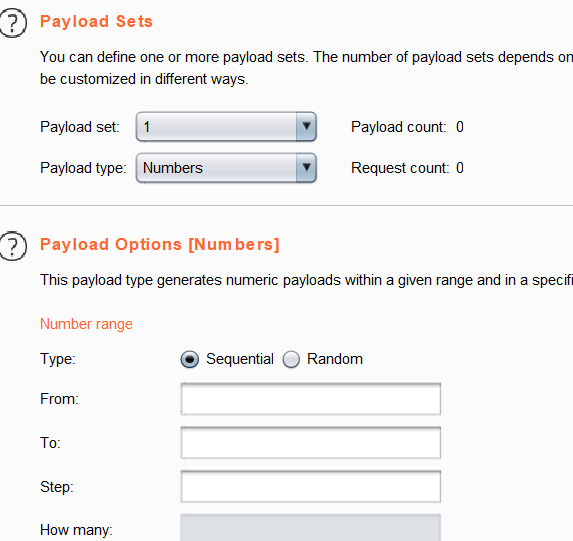 Payload Sets
You can define one or more payload sets. The number of payload sets depends on
be customized in different ways.
Payload set: 1 Payload count: 0
Payload type: Numbers Request count: 0
Payload Options [Numbers]
This payload type generates numeric payloads within a given range and in a specifi
Number range
Type: Sequential Random
From:
To:
Step:
How many: